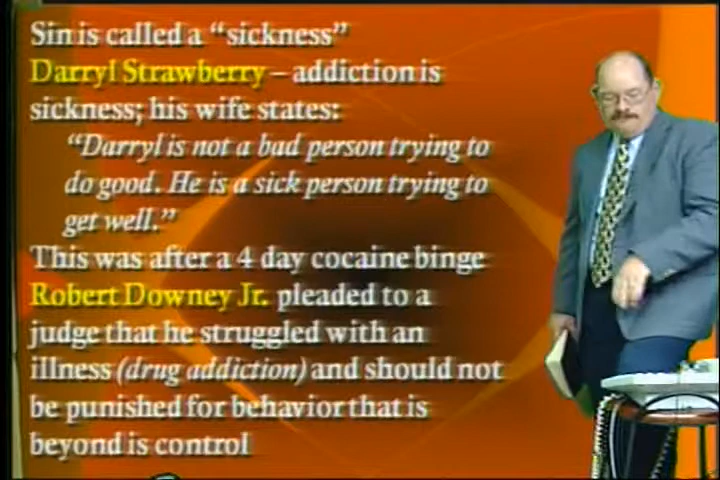 Sin is called a “sickness”
Darryl Strawberry – addiction is
sickness; his wife states:
“Darryl is not a bad person trying to
do good. He is a sick person trying to
get well.”
This was after a 4 day cocaine binge
Robert Downey Jr. pleaded to a
judge that he struggled with an
illness (drug addiction) and should not
be punished for behavior that is
beyond is control